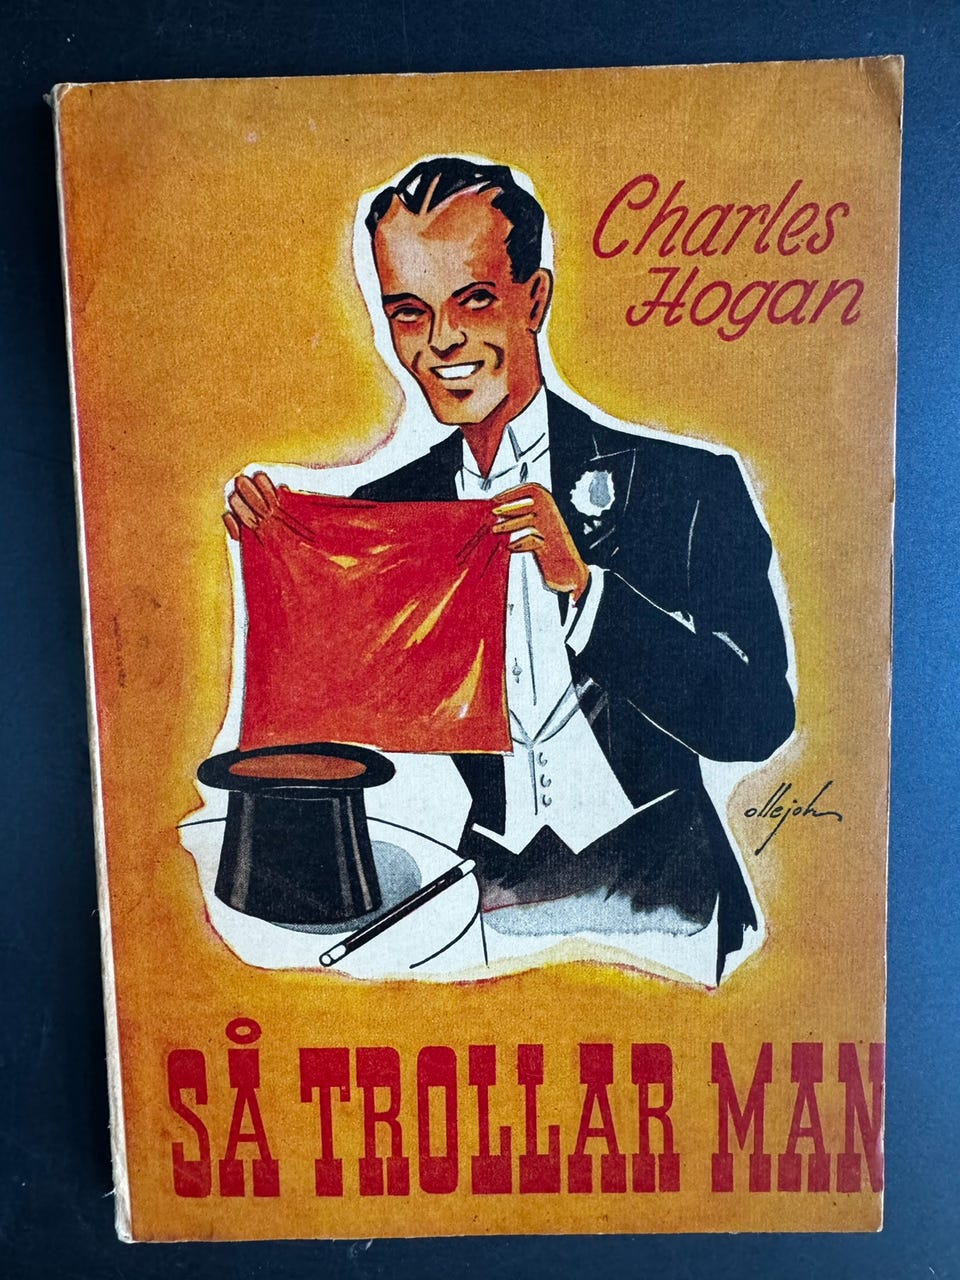 Charles
Hogan
ollejoh
SÅ TROLLAR MAN